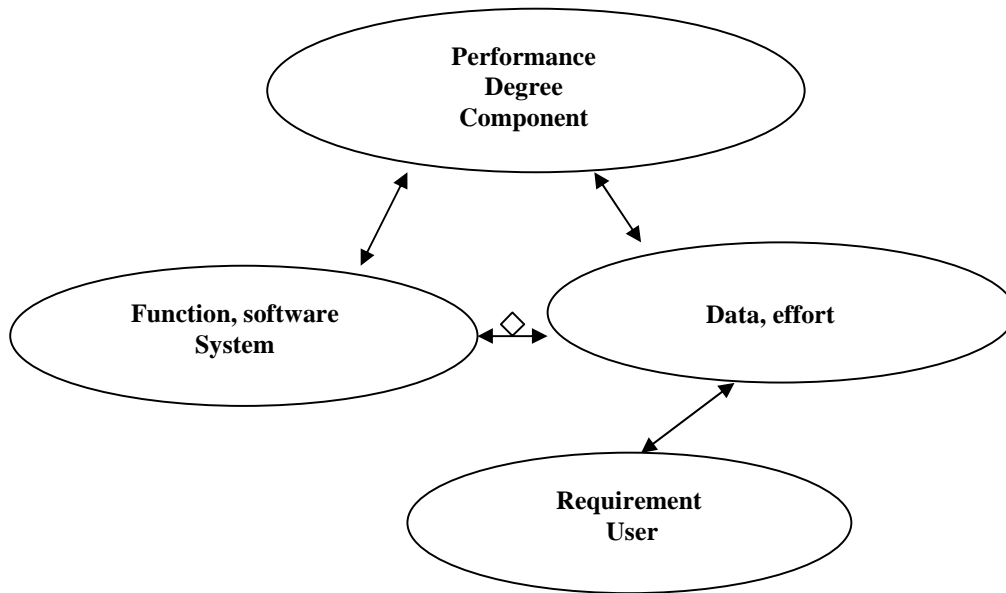 Performance
Degree
Component
Function, software
System
Data, effort
Requirement
User